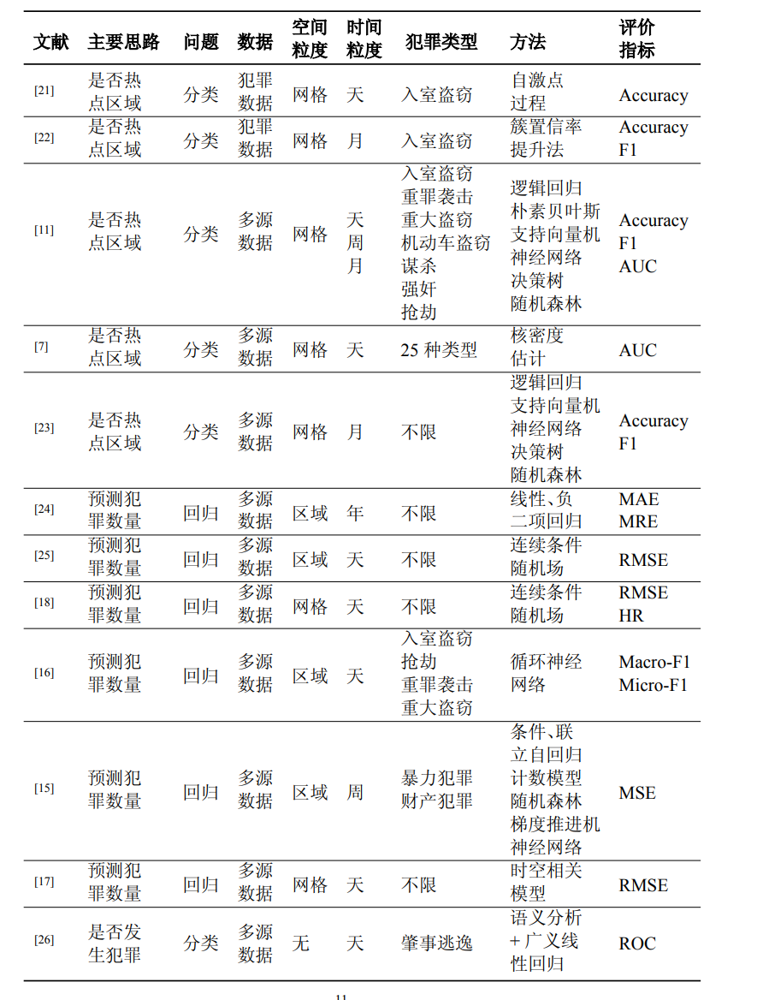 文献 主要思路 问题 数据 空间粒度 时间粒度 犯罪类型 方法 评价指标
[21] 是否热点区域 分类 犯罪数据 网格 天 入室盗窃 自激点过程 Accuracy
[22] 是否热点区域 分类 犯罪数据 网格 月 入室盗窃 簇置信率提升法 Accuracy F1
[11] 是否热点区域 分类 多源数据 网格 天 周 月 入室盗窃 重罪袭击 重大盗窃 机动车盗窃 谋杀 强奸 抢劫 逻辑回归 朴素贝叶斯 支持向量机 神经网络 决策树 随机森林 Accuracy F1 AUC
[7] 是否热点区域 分类 多源数据 网格 天 25 种类型 核密度估计 AUC
[23] 是否热点区域 分类 多源数据 网格 月 不限 逻辑回归 支持向量机 神经网络 决策树 随机森林 Accuracy F1
[24] 预测犯罪数量 回归 多源数据 区域 年 不限 线性、负二项回归 MAE MRE
[25] 预测犯罪数量 回归 多源数据 区域 天 不限 连续条件随机场 RMSE
[18] 预测犯罪数量 回归 多源数据 网格 天 不限 连续条件随机场 RMSE HR
[16] 预测犯罪数量 回归 多源数据 区域 天 入室盗窃 抢劫 重罪袭击 重大盗窃 循环神经网络 Macro-F1 Micro-F1
[15] 预测犯罪数量 回归 多源数据 区域 周 暴力犯罪 财产犯罪 条件、联立自回归 计数模型 随机森林 梯度推进机 神经网络 MSE
[17] 预测犯罪数量 回归 多源数据 网格 天 不限 时空相关模型 RMSE
[26] 是否发生犯罪 分类 多源数据 无 天 肇事逃逸 语义分析 + 广义线性回归 ROC
11